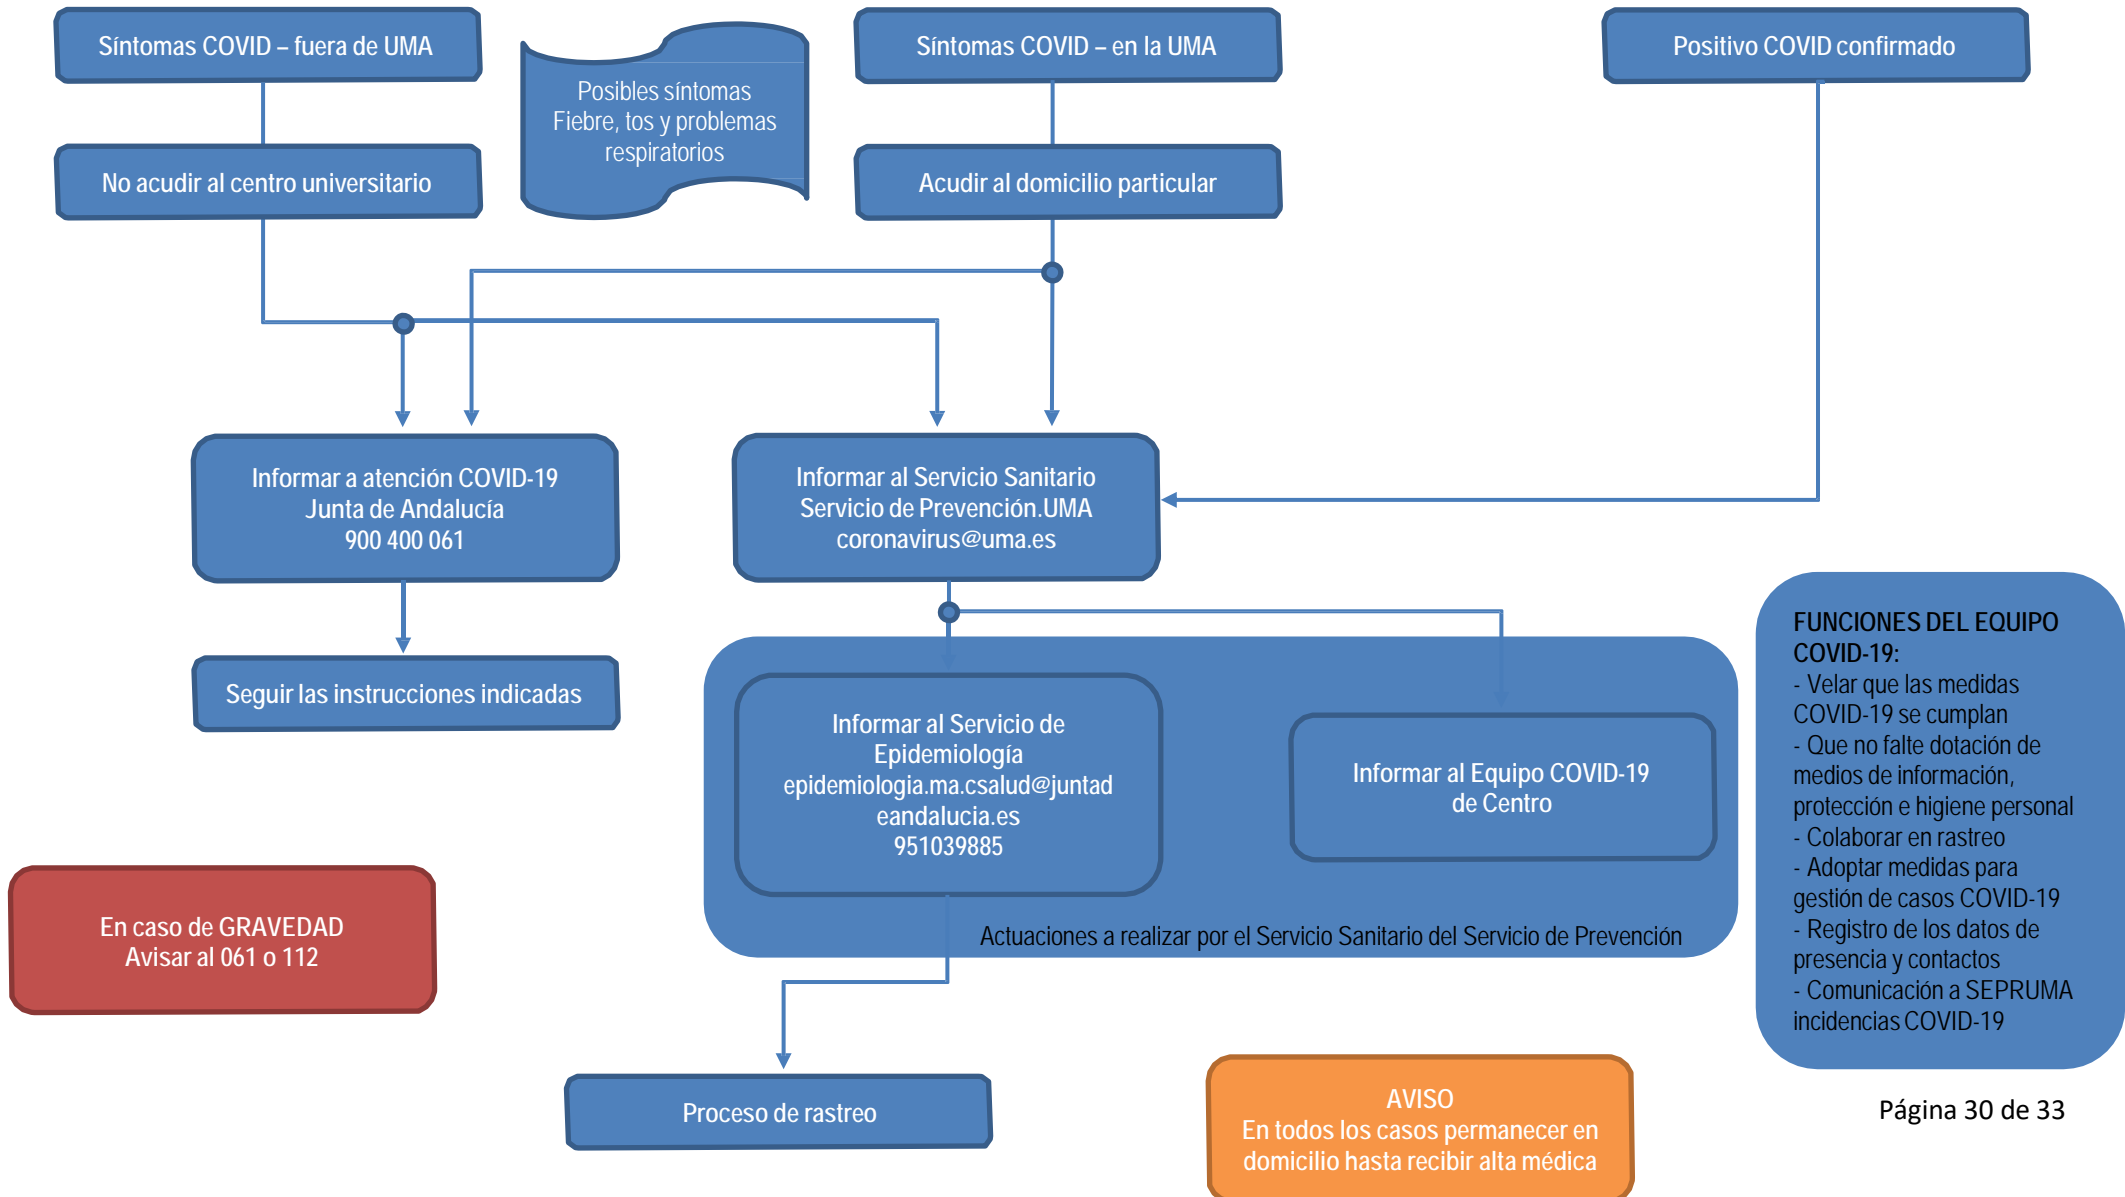 Síntomas COVID – fuera de UMA
Posibles síntomas
Fiebre, tos y problemas
respiratorios
Síntomas COVID – en la UMA
Positivo COVID confirmado
No acudir al centro universitario
Acudir al domicilio particular
Informar a atención COVID-19
Junta de Andalucía
900 400 061
Informar al Servicio Sanitario
Servicio de Prevención.UMA
coronavirus@uma.es
Seguir las instrucciones indicadas
Informar al Servicio de
Epidemiología
epidemiologia.ma.csalud@juntad
eandalucia.es
951039885
Informar al Equipo COVID-19
de Centro
Actuaciones a realizar por el Servicio Sanitario del Servicio de Prevención
FUNCIONES DEL EQUIPO
COVID-19:
- Velar que las medidas
COVID-19 se cumplan
- Que no falte dotación de
medios de información,
protección e higiene personal
- Colaborar en rastreo
- Adoptar medidas para
gestión de casos COVID-19
- Registro de los datos de
presencia y contactos
- Comunicación a SEPRUMA
incidencias COVID-19
En caso de GRAVEDAD
Avisar al 061 o 112
Proceso de rastreo
AVISO
En todos los casos permanecer en
domicilio hasta recibir alta médica
Página 30 de 33